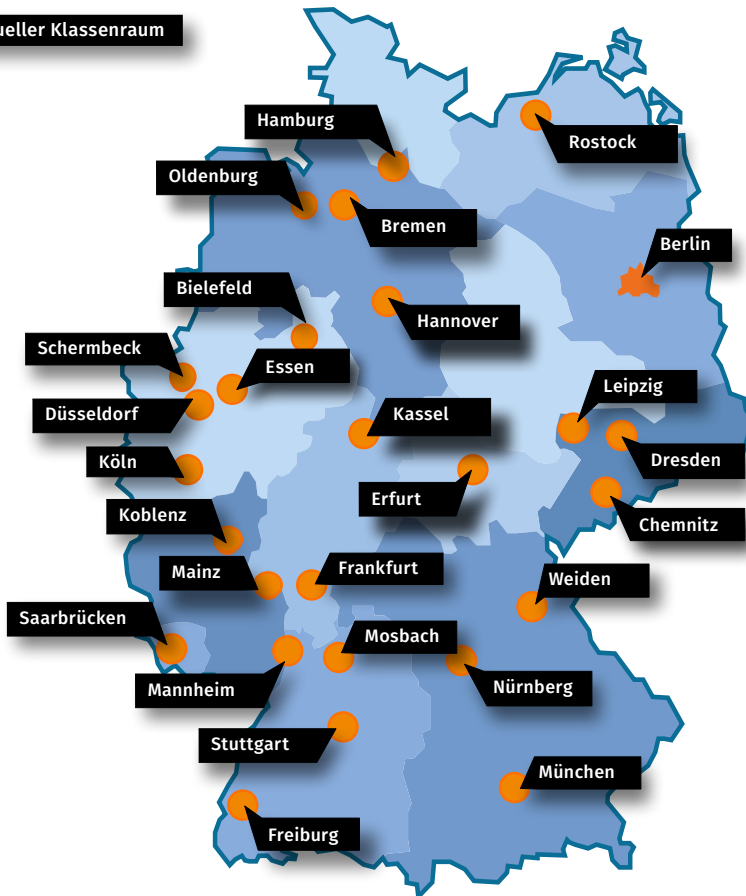 ueller Klassenraum
Hamburg
Rostock
Oldenburg
Bremen
Berlin
Bielefeld
Hannover
Schermbeck
Essen
Leipzig
Düsseldorf
Kassel
Dresden
Köln
Erfurt
Chemnitz
Koblenz
Mainz
Frankfurt
Weiden
Saarbrücken
Mosbach
Mannheim
Nürnberg
Stuttgart
München
Freiburg